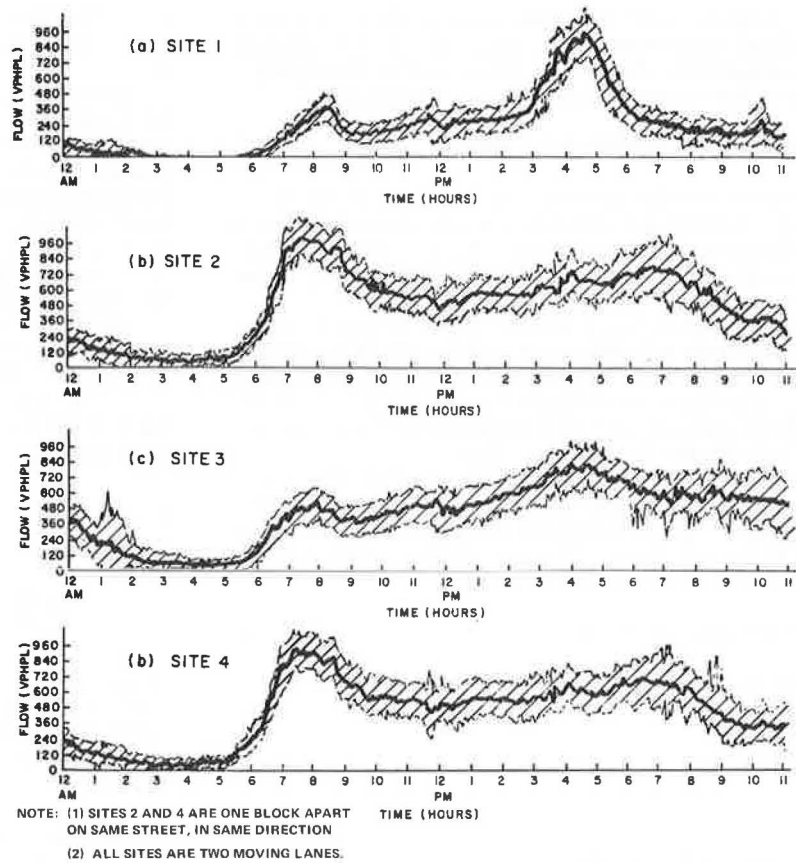 (a) SITE 1
FLOW (VPHPL)
960
840
720
600
480
360
240
120
0
12 1 2 3 4 5 6 7 8 9 10 11 12 1 2 3 4 5 6 7 8 9 10 11
AM PM
TIME (HOURS)
(b) SITE 2
FLOW (VPHPL)
960
840
720
600
480
360
240
120
0
12 1 2 3 4 5 6 7 8 9 10 11 12 1 2 3 4 5 6 7 8 9 10 11
AM PM
TIME (HOURS)
(c) SITE 3
FLOW (VPHPL)
960
840
720
600
480
360
240
120
0
12 1 2 3 4 5 6 7 8 9 10 11 12 1 2 3 4 5 6 7 8 9 10 11
AM PM
TIME (HOURS)
(b) SITE 4
FLOW (VPHPL)
960
840
720
600
480
360
240
120
0
12 1 2 3 4 5 6 7 8 9 10 11 12 1 2 3 4 5 6 7 8 9 10 11
AM PM
TIME (HOURS)
NOTE: (1) SITES 2 AND 4 ARE ONE BLOCK APART
ON SAME STREET, IN SAME DIRECTION
(2) ALL SITES ARE TWO MOVING LANES.